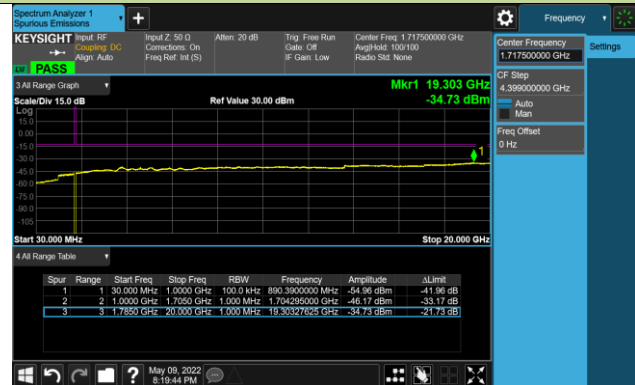 Spectrum Analyzer 1
Spurious Emissions
+
Frequency
KEYSIGHT
Input: RF
Coupling: DC
Align: Auto
Input Z: 50 Ω
Corrections: On
Freq Ref: Int (S)
Atten: 20 dB
Trig: Free Run
Gate: Off
IF Gain: Low
Center Freq: 1.717500000 GHz
Avg|Hold: 100/100
Radio Std: None
PASS
Center Frequency
1.717500000 GHz
Settings
CF Step
4.399000000 GHz
Auto
Man
Freq Offset
0 Hz
3 All Range Graph
Mkr1 19.303 GHz
-34.73 dBm
Scale/Div 15.0 dB
Ref Value 30.00 dBm
Log
15.0
0.00
-15.0
-30.0
-45.0
-60.0
-75.0
-90.0
-105
1
Start 30.000 MHz
Stop 20.000 GHz
4 All Range Table
Spur Range Start Freq Stop Freq RBW Frequency Amplitude ΔLimit
1 1 30.000 MHz 1.0000 GHz 100.0 kHz 890.3900000 MHz -54.96 dBm -41.96 dB
2 2 1.0000 GHz 1.7050 GHz 1.000 MHz 1.704295000 GHz -46.17 dBm -33.17 dB
3 3 1.7850 GHz 20.000 GHz 1.000 MHz 19.30327625 GHz -34.73 dBm -21.73 dB
?
May 09, 2022
8:19:44 PM